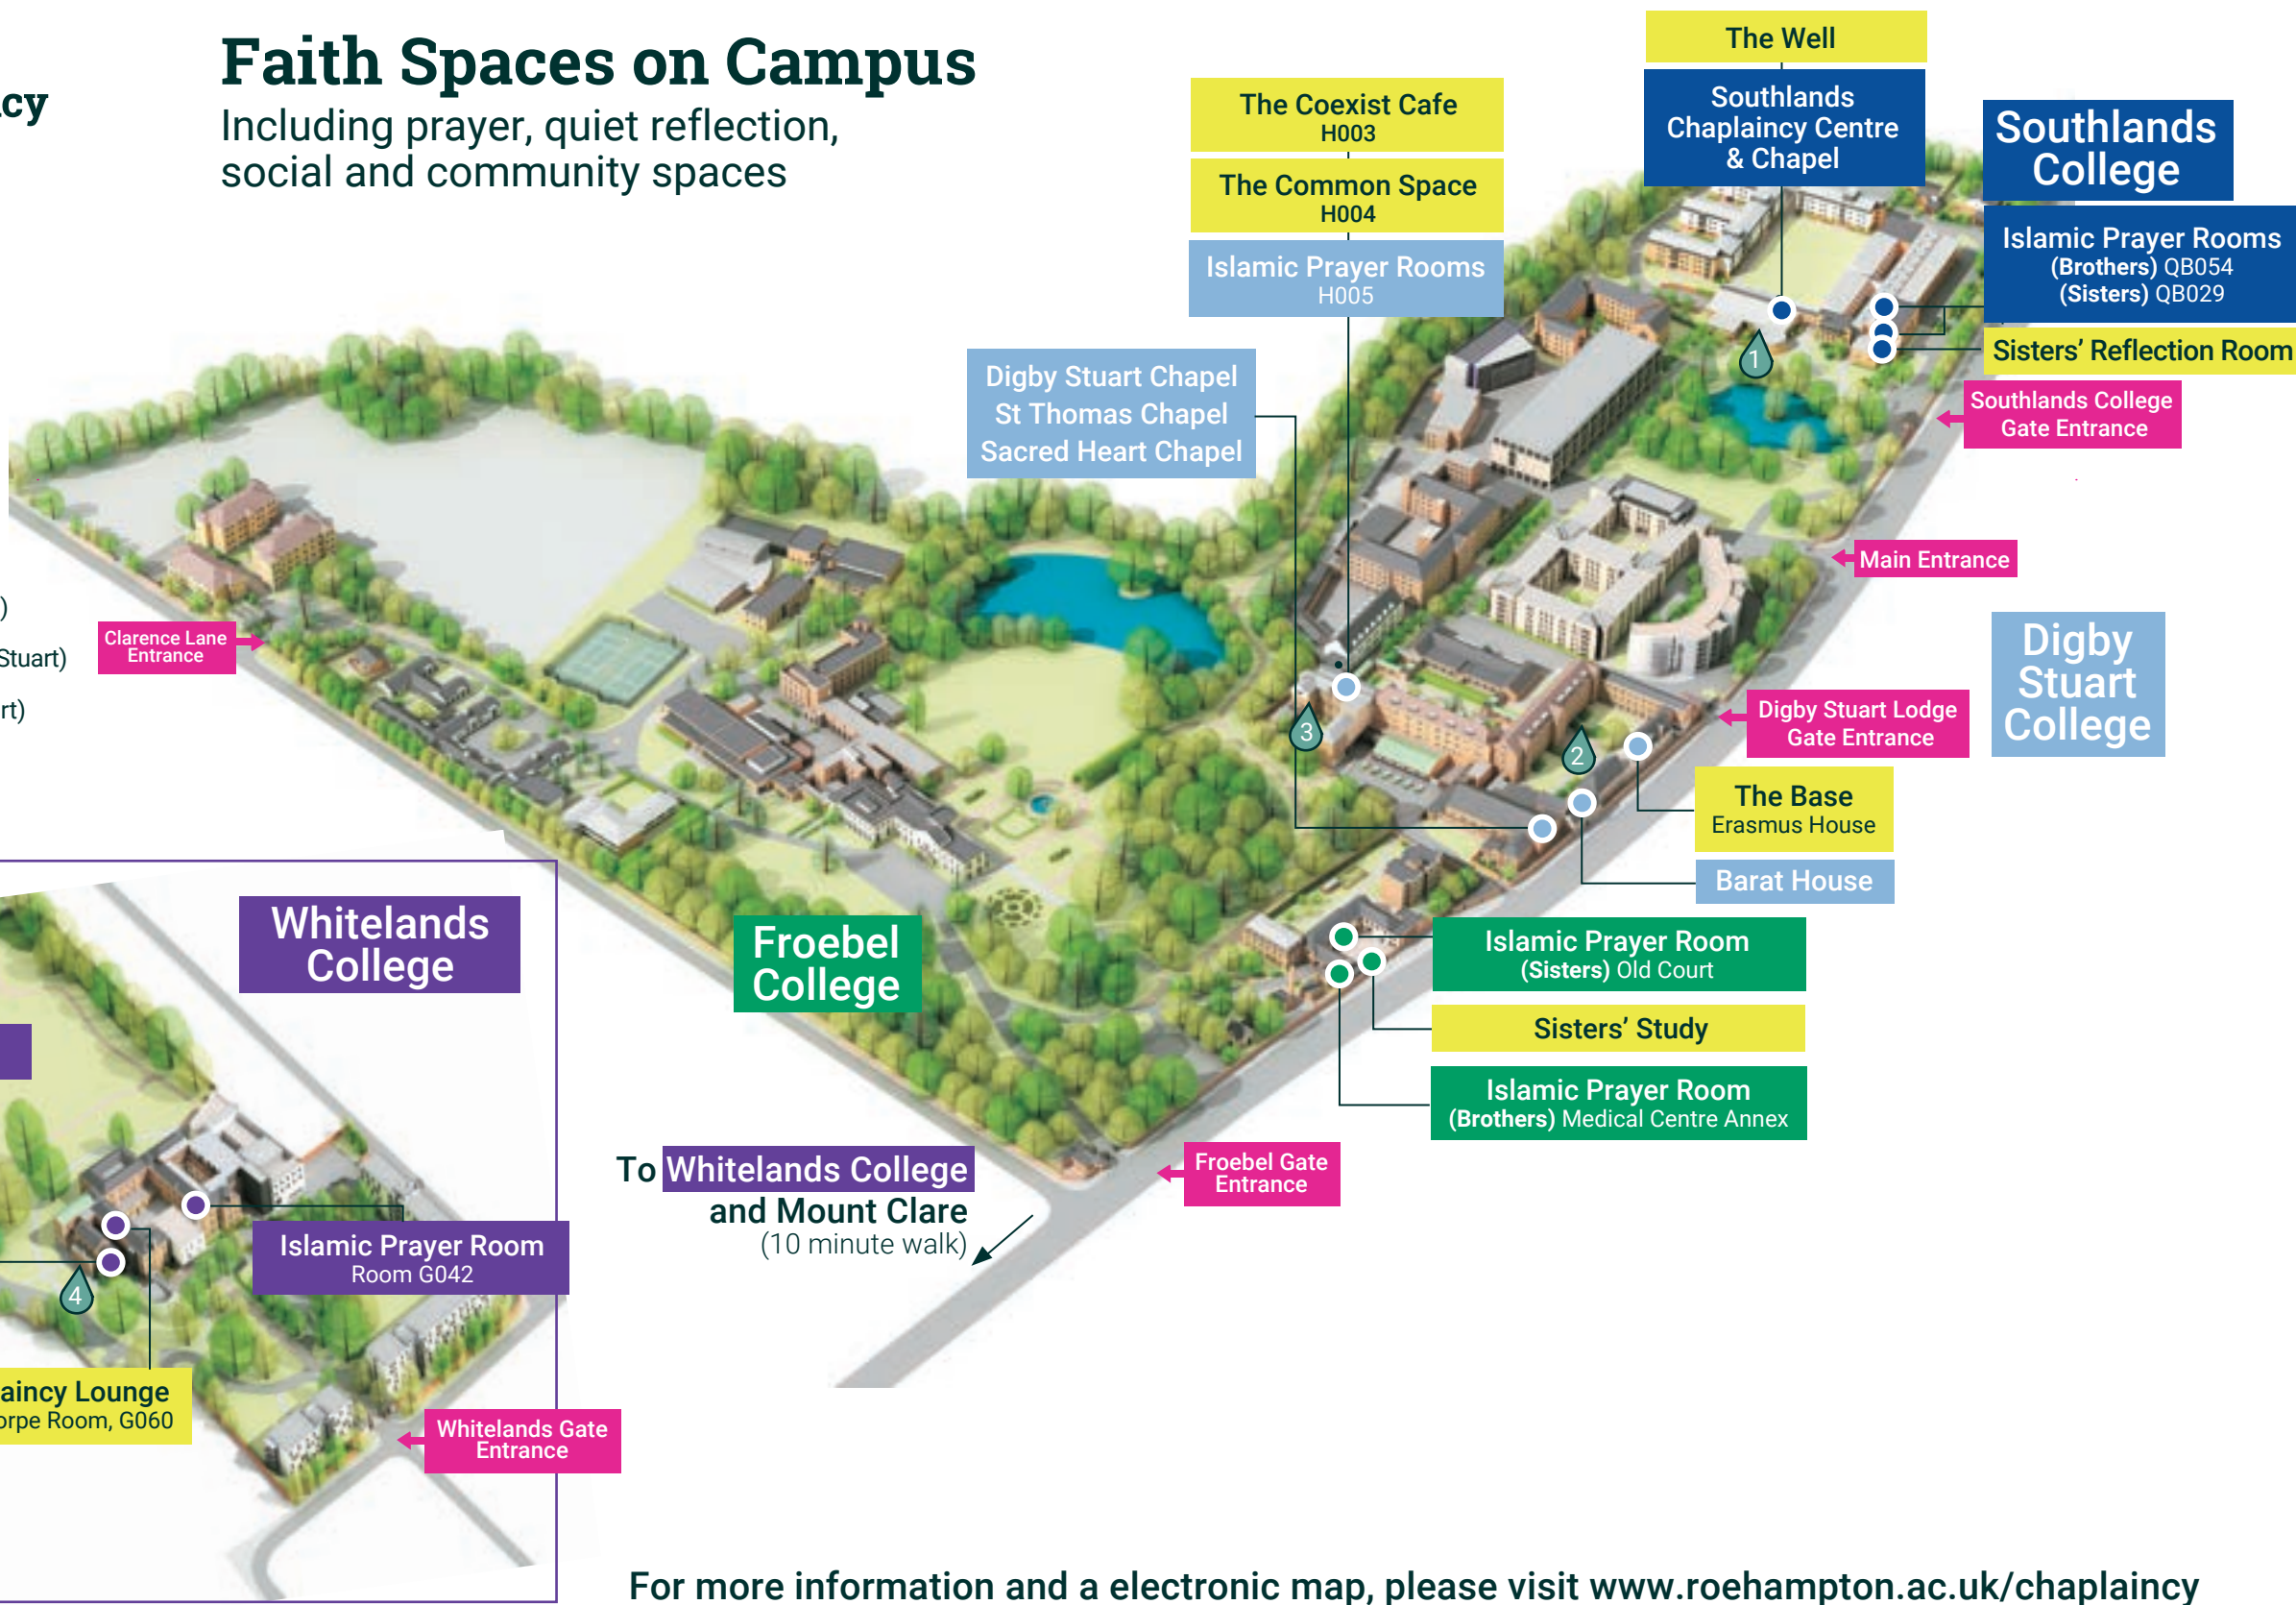 cy
Faith Spaces on Campus
Including prayer, quiet reflection,
social and community spaces
The Well
Southlands
Chaplaincy Centre
& Chapel
Southlands
College
The Coexist Cafe
H003
The Common Space
H004
Islamic Prayer Rooms
H005
Islamic Prayer Rooms
(Brothers) QB054
(Sisters) QB029
Sisters’ Reflection Room
1
Southlands College
Gate Entrance
Digby Stuart Chapel
St Thomas Chapel
Sacred Heart Chapel
Main Entrance
)
Stuart)
rt)
Clarence Lane
Entrance
Digby
Stuart
College
Digby Stuart Lodge
Gate Entrance
3
2
The Base
Erasmus House
Barat House
Whitelands
College
Froebel
College
Islamic Prayer Room
(Sisters) Old Court
Sisters’ Study
Islamic Prayer Room
(Brothers) Medical Centre Annex
To Whitelands College
and Mount Clare
(10 minute walk)
Froebel Gate
Entrance
Islamic Prayer Room
Room G042
4
aincy Lounge
orpe Room, G060
Whitelands Gate
Entrance
For more information and a electronic map, please visit www.roehampton.ac.uk/chaplaincy